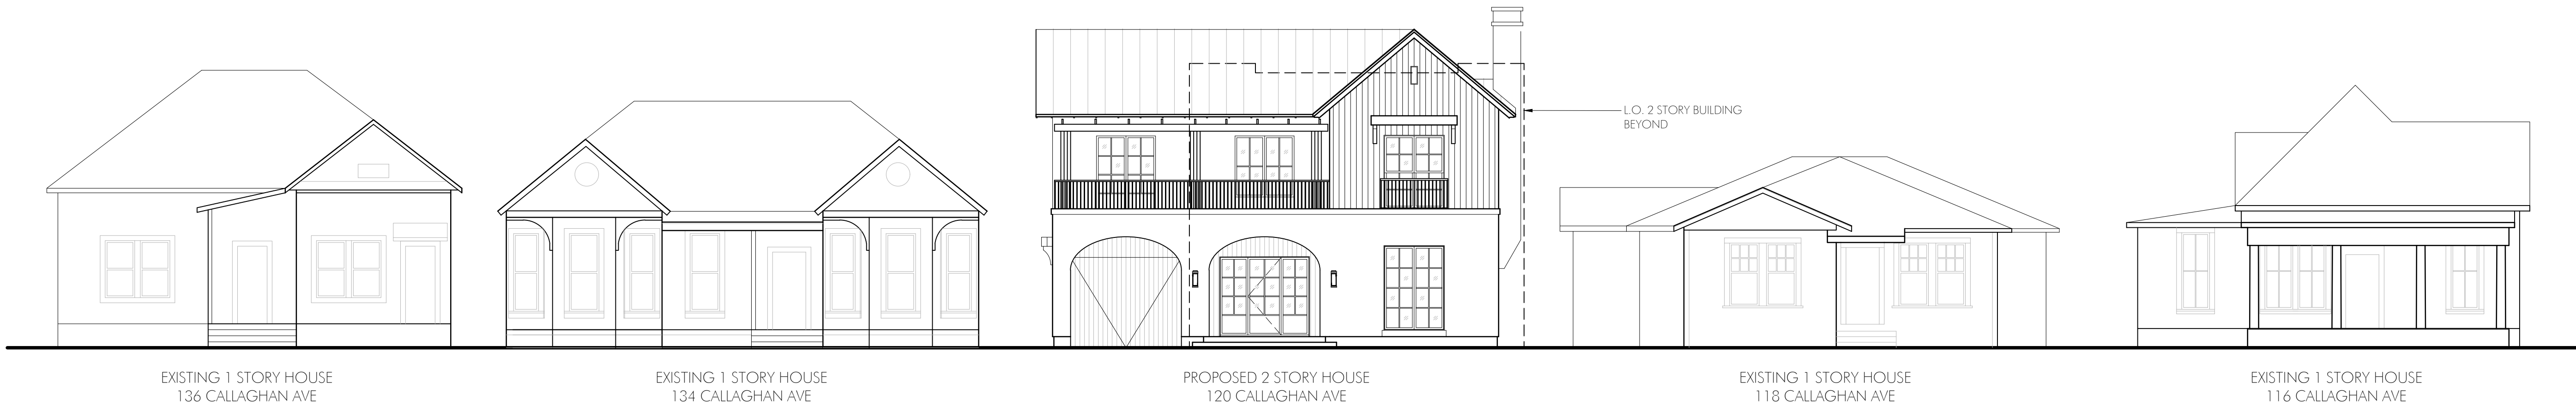 L.O. 2 STORY BUILDING
BEYOND
EXISTING 1 STORY HOUSE
136 CALLAGHAN AVE
EXISTING 1 STORY HOUSE
134 CALLAGHAN AVE
PROPOSED 2 STORY HOUSE
120 CALLAGHAN AVE
EXISTING 1 STORY HOUSE
118 CALLAGHAN AVE
EXISTING 1 STORY HOUSE
116 CALLAGHAN AVE